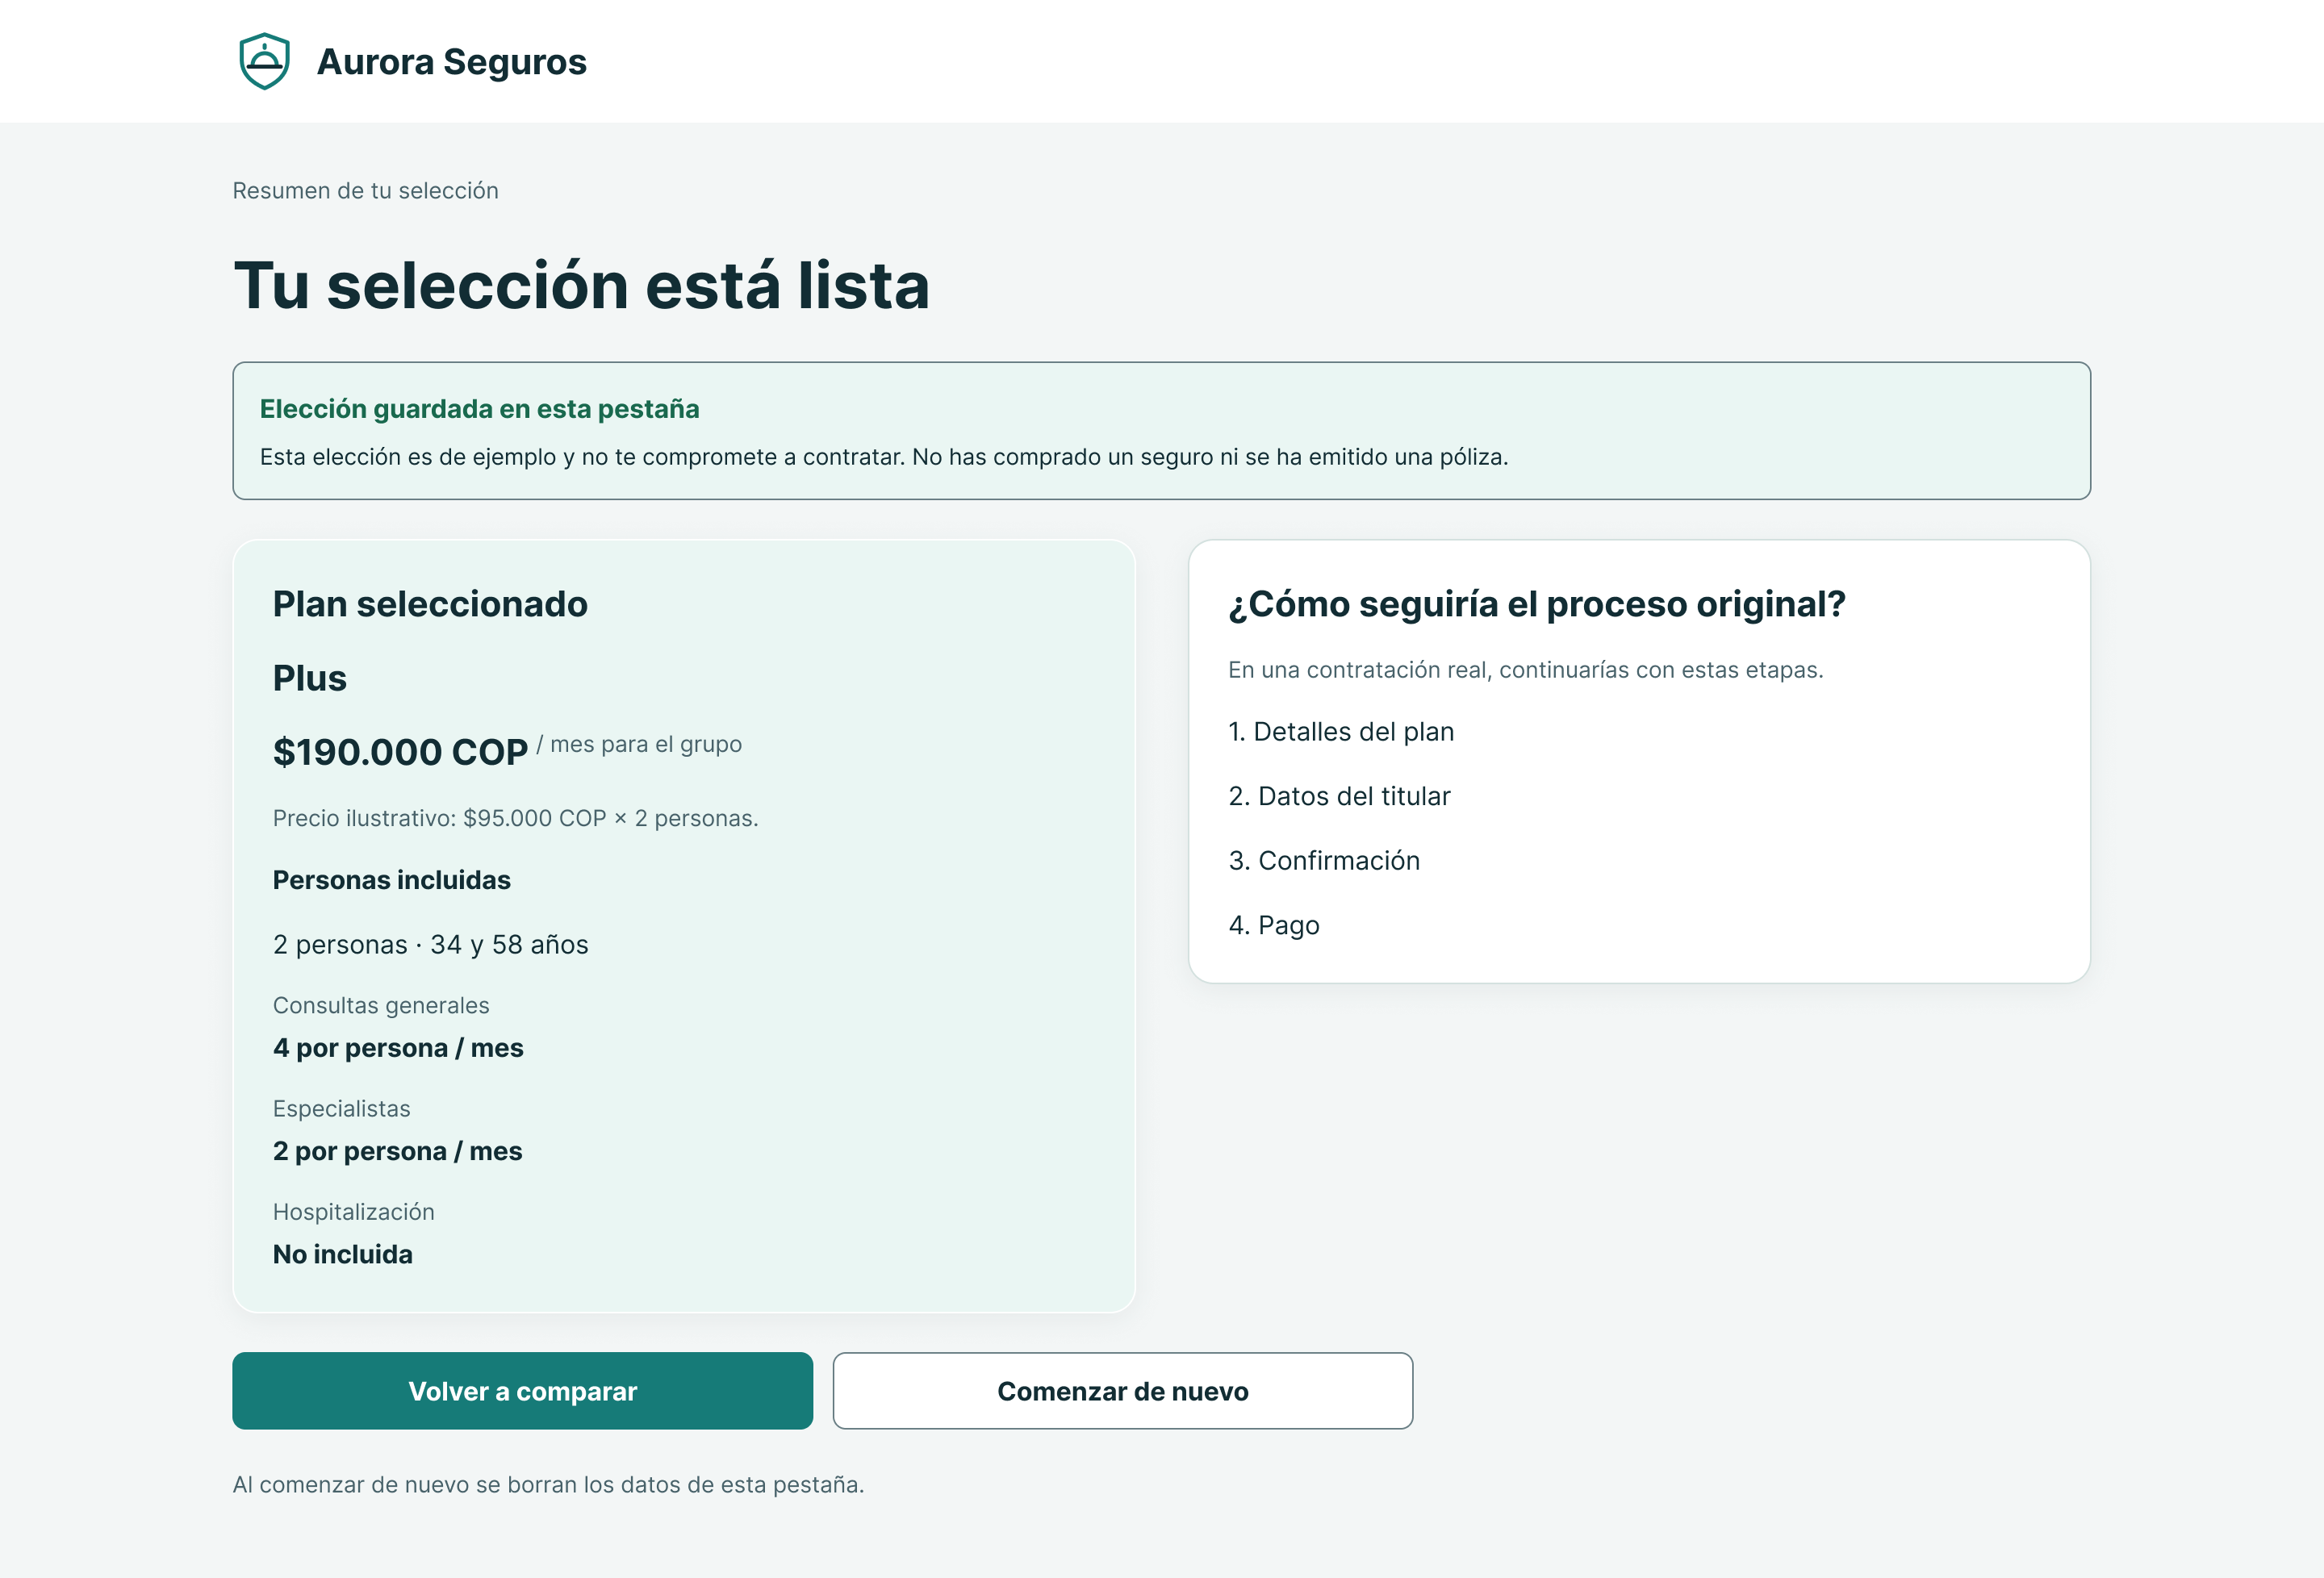 Aurora Seguros
Resumen de tu selección
Tu selección está lista
Elección guardada en esta pestaña
Esta elección es de ejemplo y no te compromete a contratar. No has comprado un seguro ni se ha emitido una póliza.
Plan seleccionado
Plus
$190.000 COP / mes para el grupo
Precio ilustrativo: $95.000 COP × 2 personas.
Personas incluidas
2 personas · 34 y 58 años
Consultas generales
4 por persona / mes
Especialistas
2 por persona / mes
Hospitalización
No incluida
¿Cómo seguiría el proceso original?
En una contratación real, continuarías con estas etapas.
1. Detalles del plan
2. Datos del titular
3. Confirmación
4. Pago
Volver a comparar
Comenzar de nuevo
Al comenzar de nuevo se borran los datos de esta pestaña.